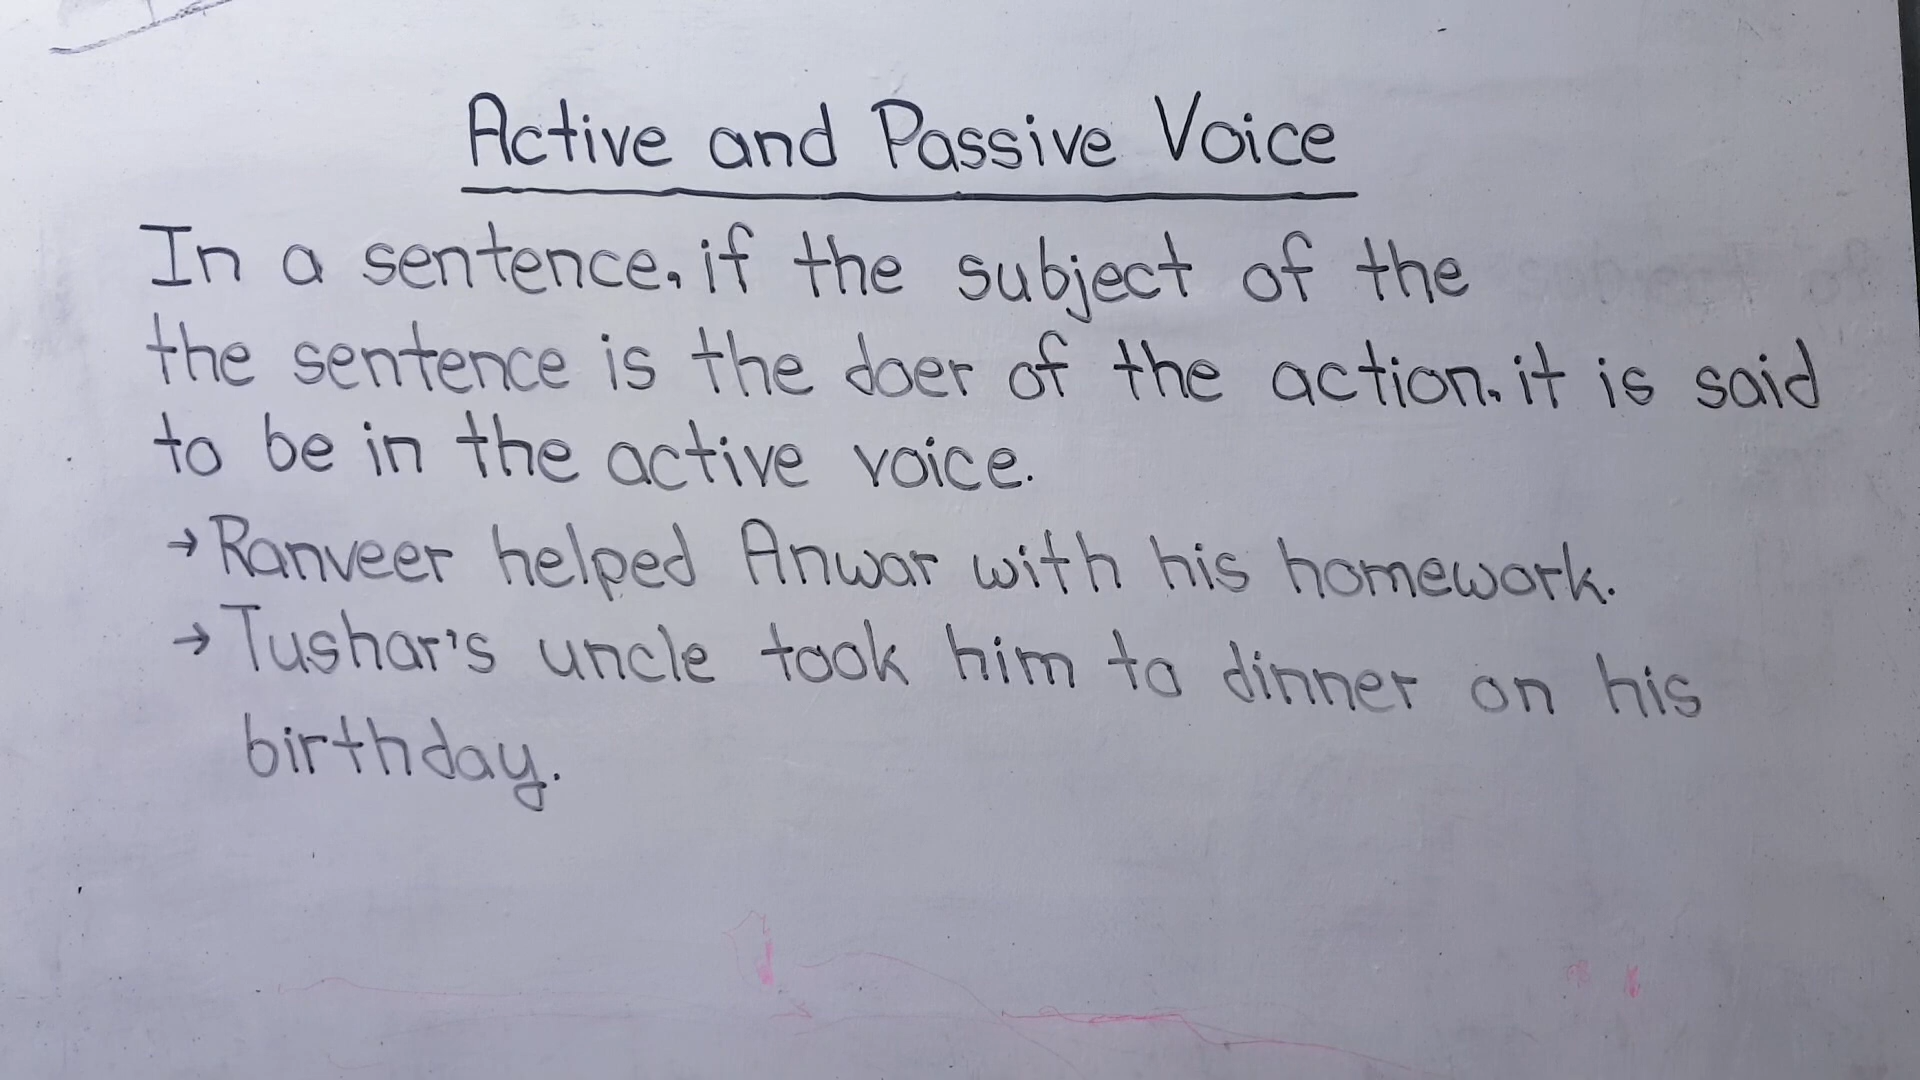 Active and Passive Voice
In a sentence, if the subject of the
the sentence is the doer of the action, it is said
to be in the active voice.
→ Ranveer helped Anwar with his homework.
→ Tushar's uncle took him to dinner on his
birthday.